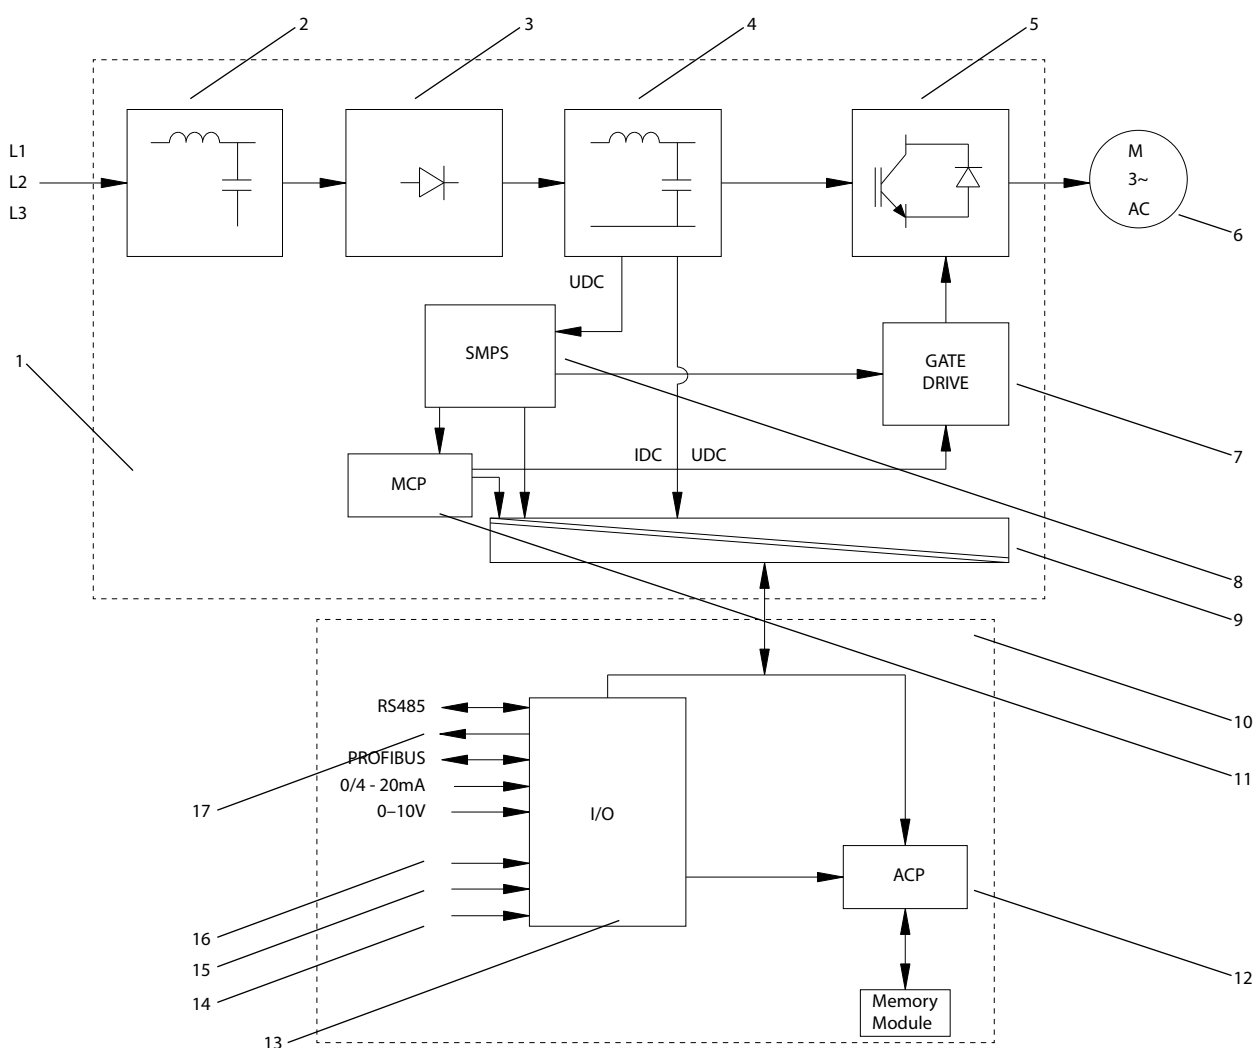 2
3
4
5
L1
L2
L3
M
3~
AC
6
UDC
SMPS
GATE
DRIVE
1
IDC
UDC
7
MCP
8
9
10
RS485
PROFIBUS
0/4 - 20mA
11
17
0–10V
I/O
ACP
16
15
12
14
Memory
Module
13